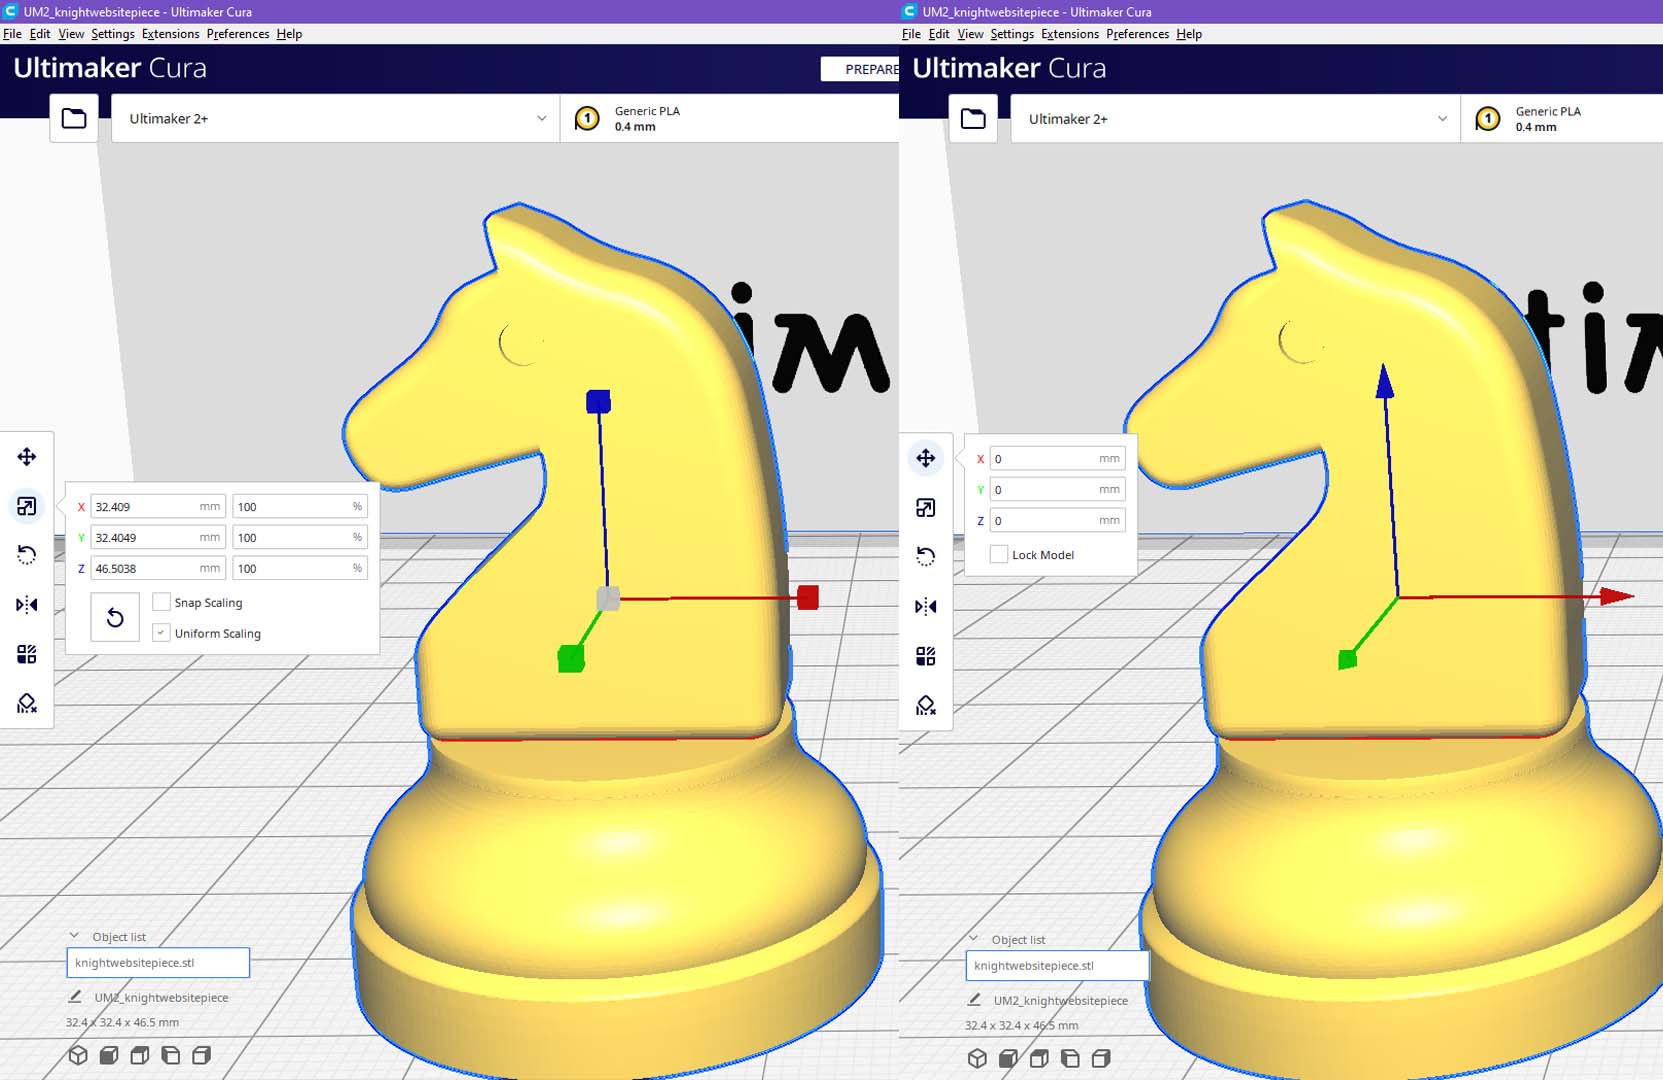 UM2_knightwebsitepiece - Ultimaker Cura
File Edit View Settings Extensions Preferences Help
Ultimaker Cura
PREPARE
Ultimaker 2+
1
Generic PLA
0.4 mm
iM
X 32.409 mm 100 %
Y 32.4049 mm 100 %
Z 46.5038 mm 100 %
Snap Scaling
Uniform Scaling
Object list
knightwebsitepiece.stl
UM2_knightwebsitepiece
32.4 x 32.4 x 46.5 mm
UM2_knightwebsitepiece - Ultimaker Cura
File Edit View Settings Extensions Preferences Help
Ultimaker Cura
Ultimaker 2+
1
Generic PLA
0.4 mm
ti
X 0 mm
Y 0 mm
Z 0 mm
Lock Model
Object list
knightwebsitepiece.stl
UM2_knightwebsitepiece
32.4 x 32.4 x 46.5 mm